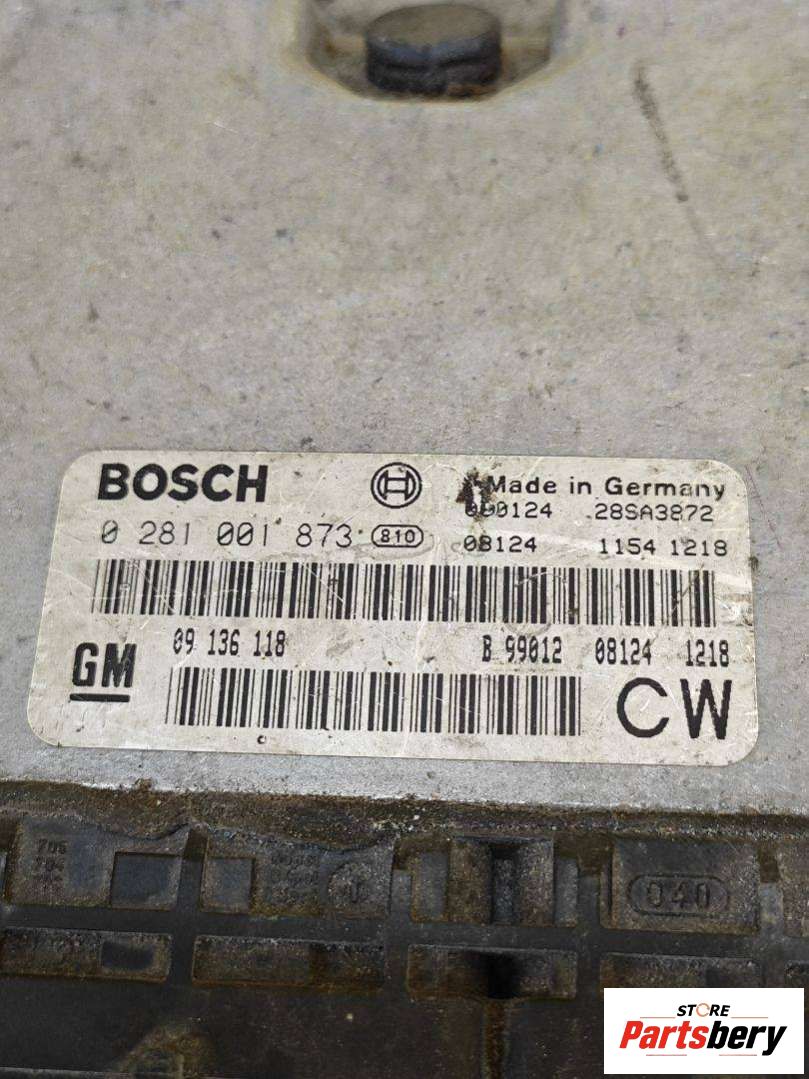 BOSCH Made in Germany
080124 28SA3872
0 281 001 873 810 08124 1154 1218
GM 09 136 118 B 99012 08124 1218
CW
040
STORE
Partsbery